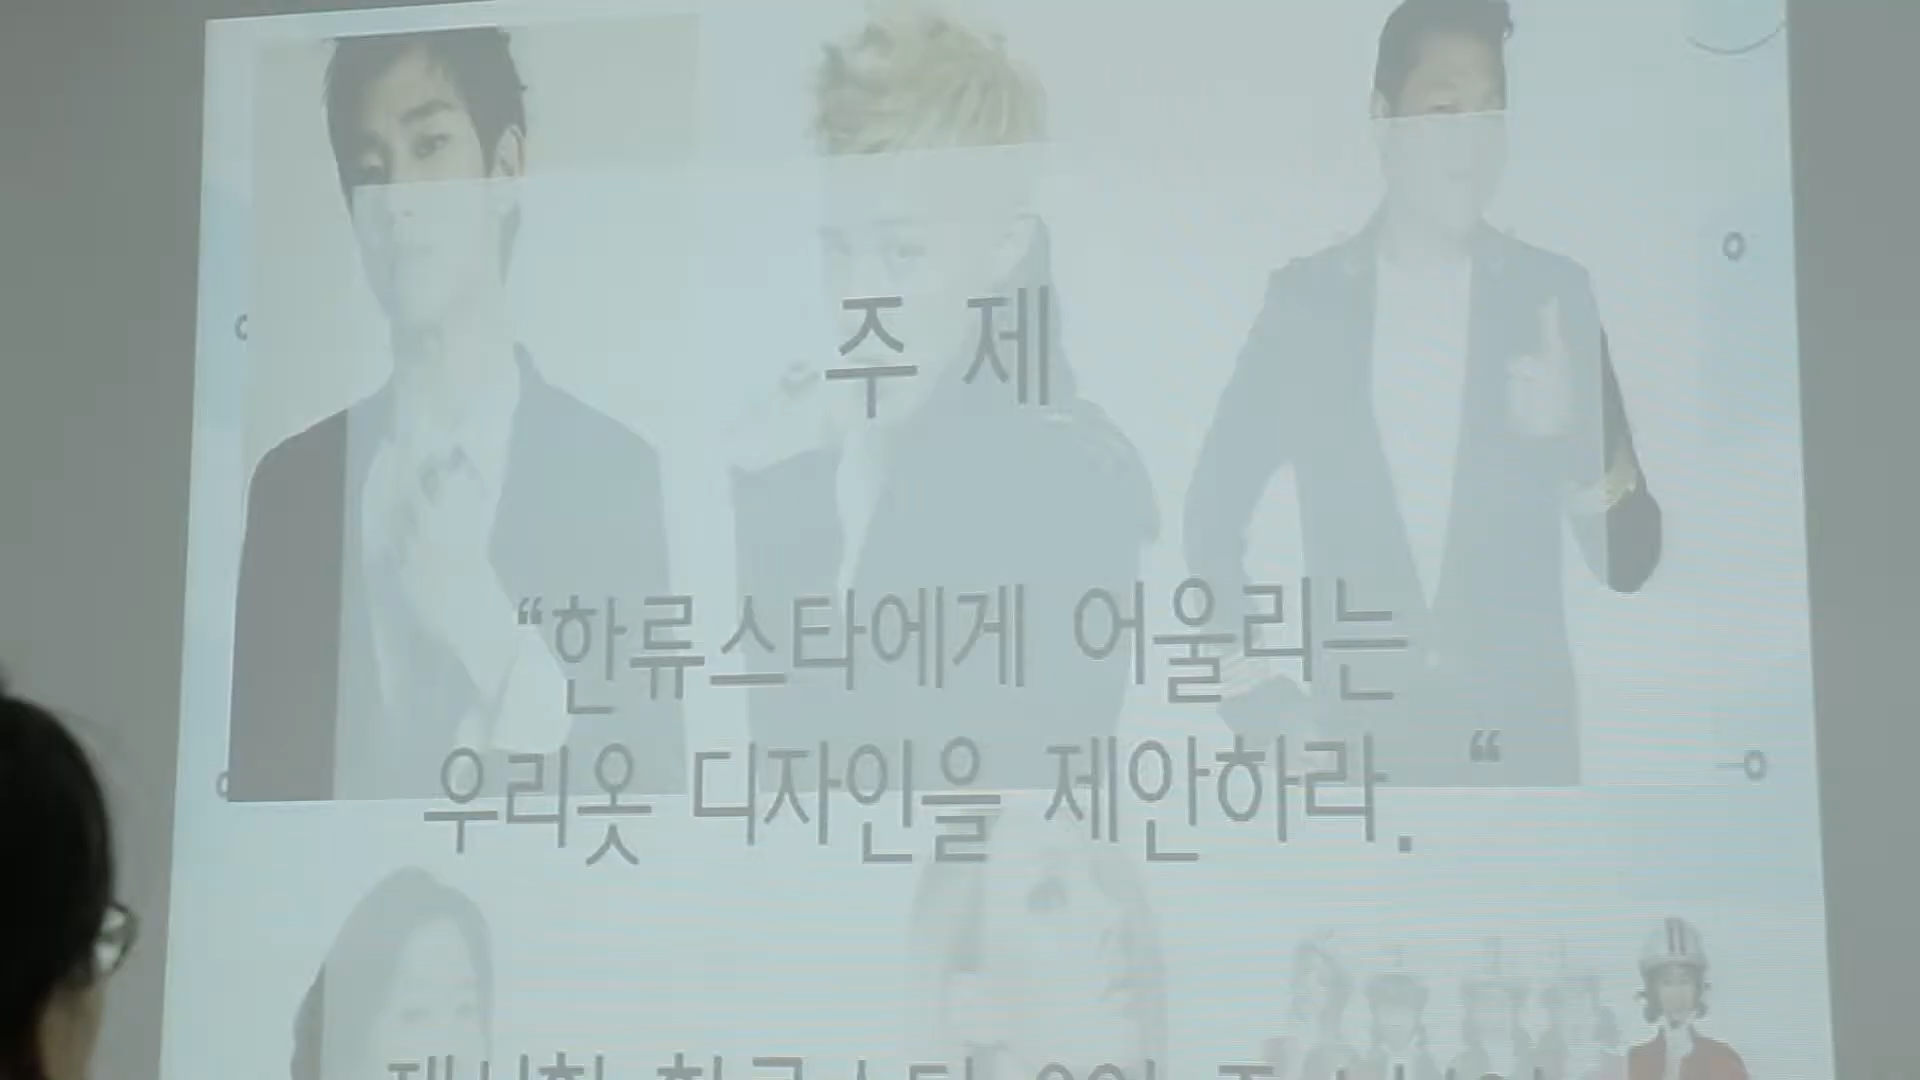 주 제
“한류스타에게 어울리는
우리옷 디자인을 제안하라. “